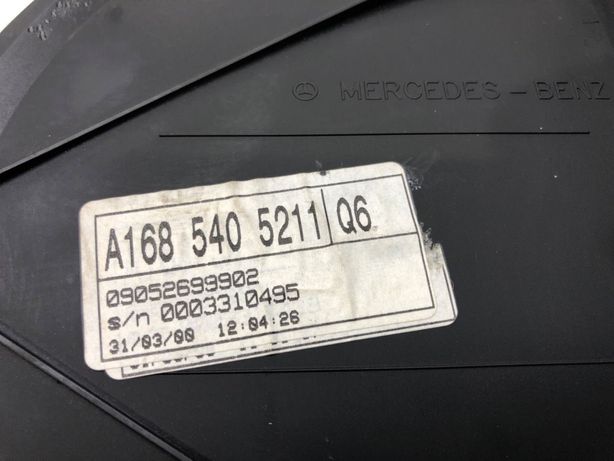 MERCEDES-BENZ
A168 540 5211 Q6
09052699902
s/n 0003310495
31/03/00 12:04:26